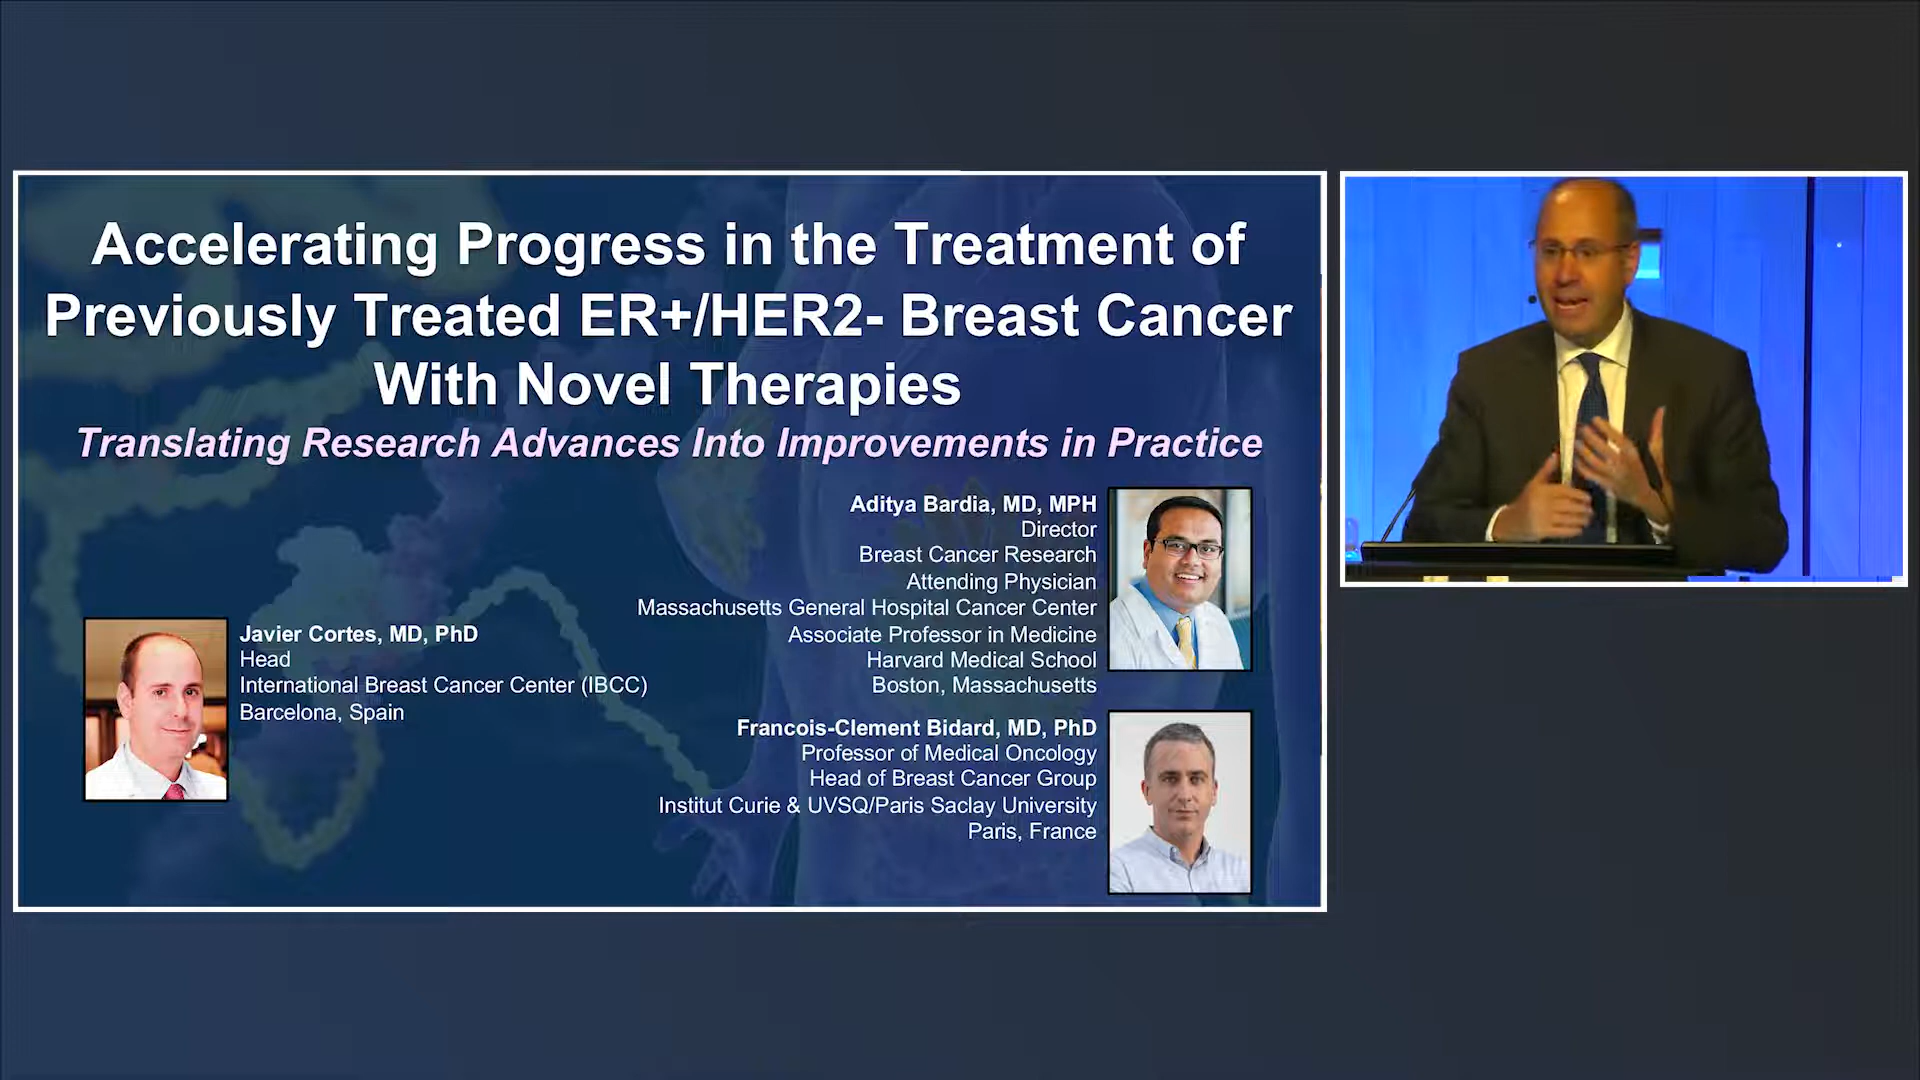 Accelerating Progress in the Treatment of
Previously Treated ER+/HER2- Breast Cancer
With Novel Therapies
Translating Research Advances Into Improvements in Practice
Javier Cortes, MD, PhD
Head
International Breast Cancer Center (IBCC)
Barcelona, Spain
Aditya Bardia, MD, MPH
Director
Breast Cancer Research
Attending Physician
Massachusetts General Hospital Cancer Center
Associate Professor in Medicine
Harvard Medical School
Boston, Massachusetts
Francois-Clement Bidard, MD, PhD
Professor of Medical Oncology
Head of Breast Cancer Group
Institut Curie & UVSQ/Paris Saclay University
Paris, France